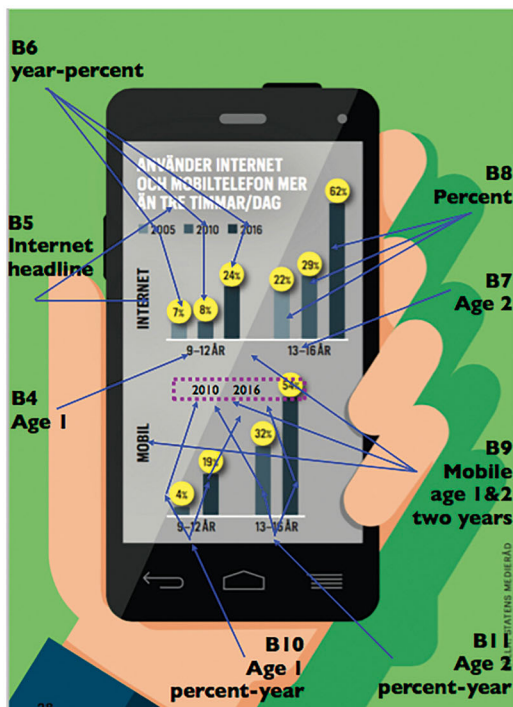 B6
year-percent
ANVÄNDER INTERNET
OCH MOBILTELEFON MER
ÄN TRE TIMMAR/DAG
2005 2010 2016
B8
Percent
62%
B5
Internet
headline
INTERNET
7% 8% 24% 22% 29%
B7
Age 2
9–12 ÅR 13–16 ÅR
B4
Age 1
2010 2016
54%
MOBIL
4% 19% 32%
9–12 ÅR 13–16 ÅR
B9
Mobile
age 1&2
two years
STATENS MEDIERÅD
B10
Age 1
percent-year
B11
Age 2
percent-year